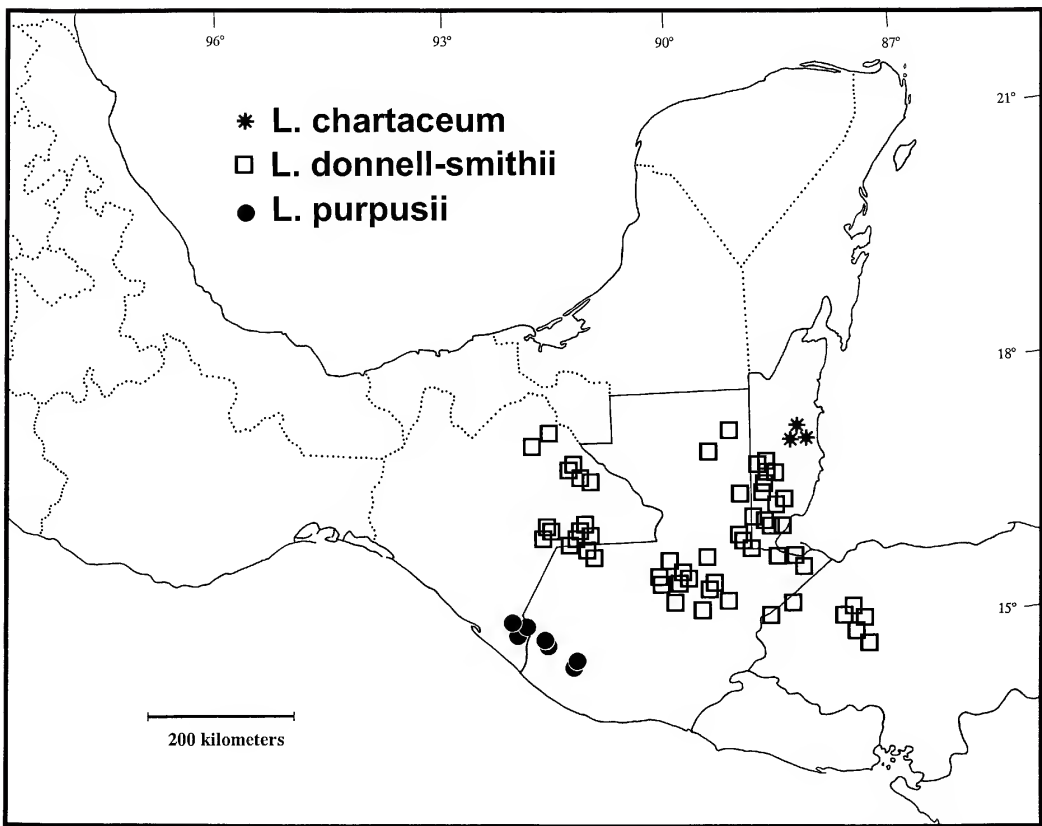 96° 93° 90° 87°
21°
L. chartaceum
L. donnell-smithii
L. purpusii
18°
15°
200 kilometers